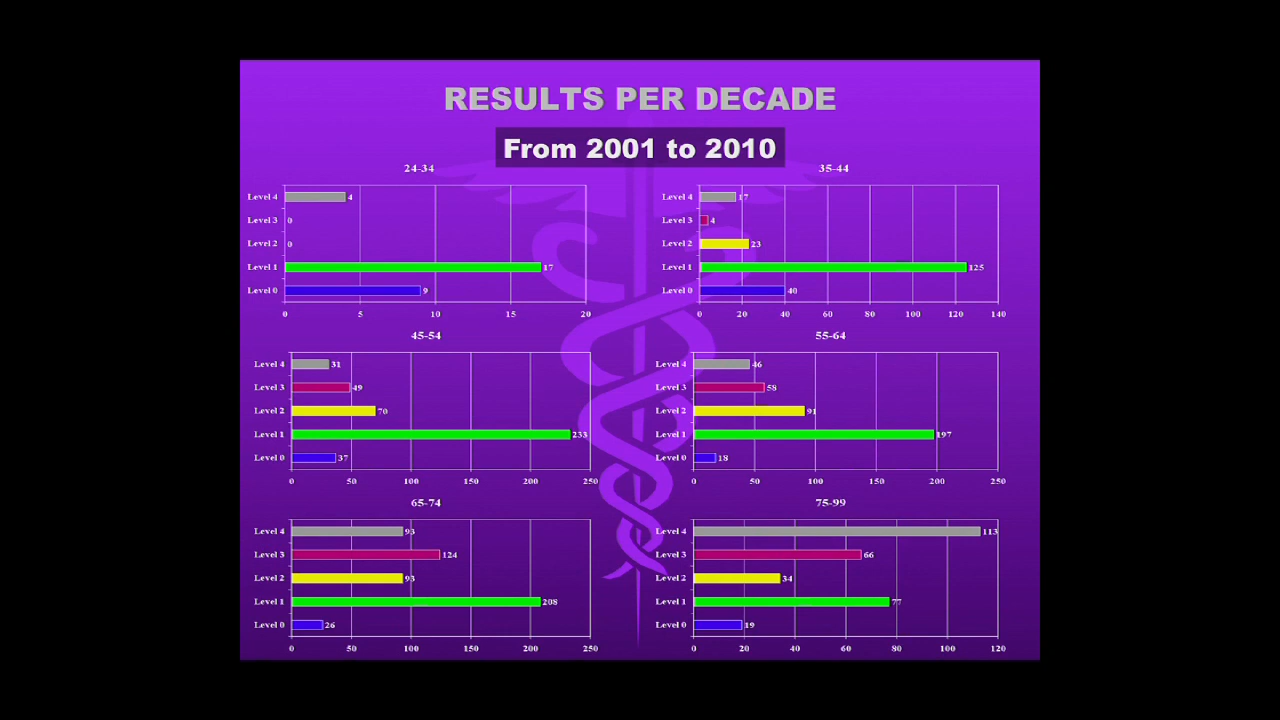 RESULTS PER DECADE
From 2001 to 2010
24-34
Level 4 4
Level 3 0
Level 2 0
Level 1 17
Level 0 9
0 5 10 15 20
35-44
Level 4 17
Level 3 4
Level 2 23
Level 1 125
Level 0 40
0 20 40 60 80 100 120 140
45-54
Level 4 31
Level 3 49
Level 2 70
Level 1 233
Level 0 37
0 50 100 150 200 250
55-64
Level 4 46
Level 3 58
Level 2 91
Level 1 197
Level 0 18
0 50 100 150 200 250
65-74
Level 4 93
Level 3 124
Level 2 93
Level 1 208
Level 0 26
0 50 100 150 200 250
75-99
Level 4 113
Level 3 66
Level 2 34
Level 1 77
Level 0 19
0 20 40 60 80 100 120